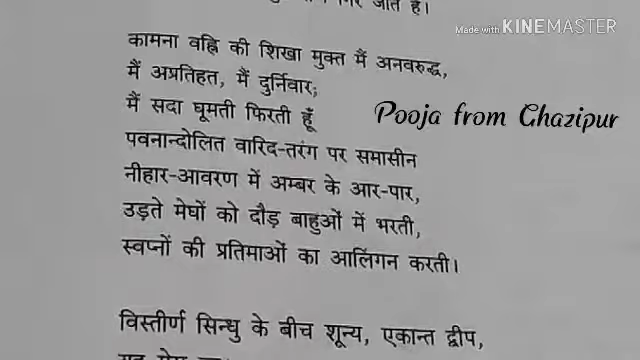 जाते है।
Made with KINEMASTER
कामना वह्नि की शिखा मुक्त मैं अनवरुद्ध,
मैं अप्रतिहत, मैं दुर्निवार;
मैं सदा घूमती फिरती हूँ
Pooja from Ghazipur
पवनान्दोलित वारिद-तरंग पर समासीन
नीहार-आवरण में अम्बर के आर-पार,
उड़ते मेघों को दौड़ बाहुओं में भरती,
स्वप्नों की प्रतिमाओं का आलिंगन करती।
विस्तीर्ण सिन्धु के बीच शून्य, एकान्त द्वीप,